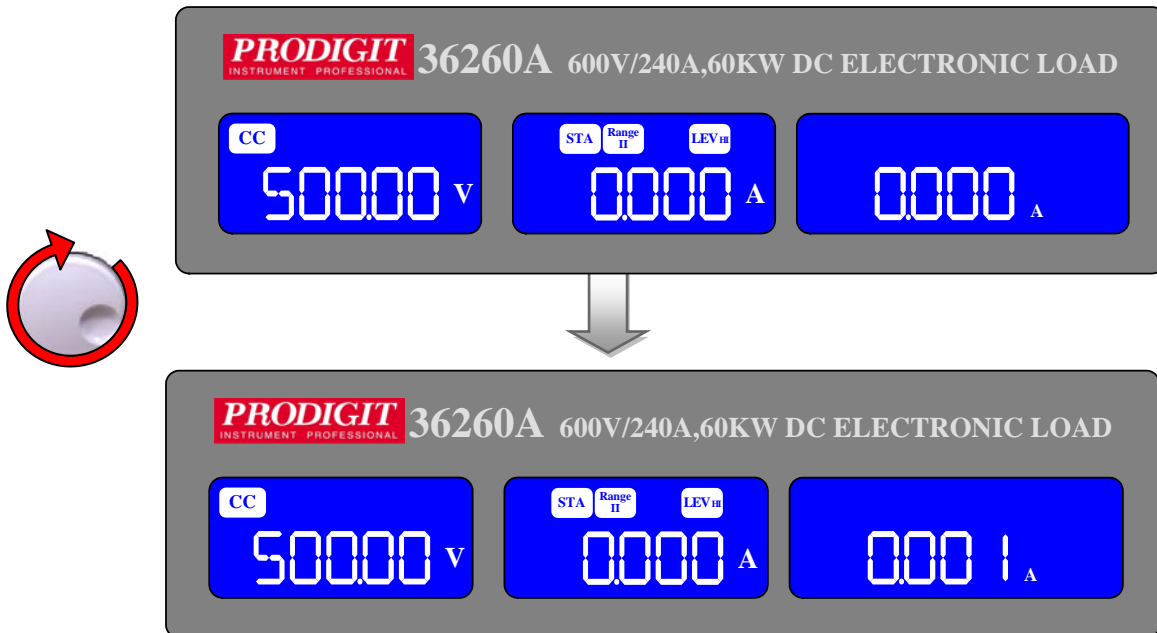 PRODIGIT
INSTRUMENT PROFESSIONAL
36260A 600V/240A,60KW DC ELECTRONIC LOAD
CC
STA Range II LEV HI
500.00 V 0.000 A 0.000 A
PRODIGIT
INSTRUMENT PROFESSIONAL
36260A 600V/240A,60KW DC ELECTRONIC LOAD
CC
STA Range II LEV HI
500.00 V 0.000 A 0.001 A